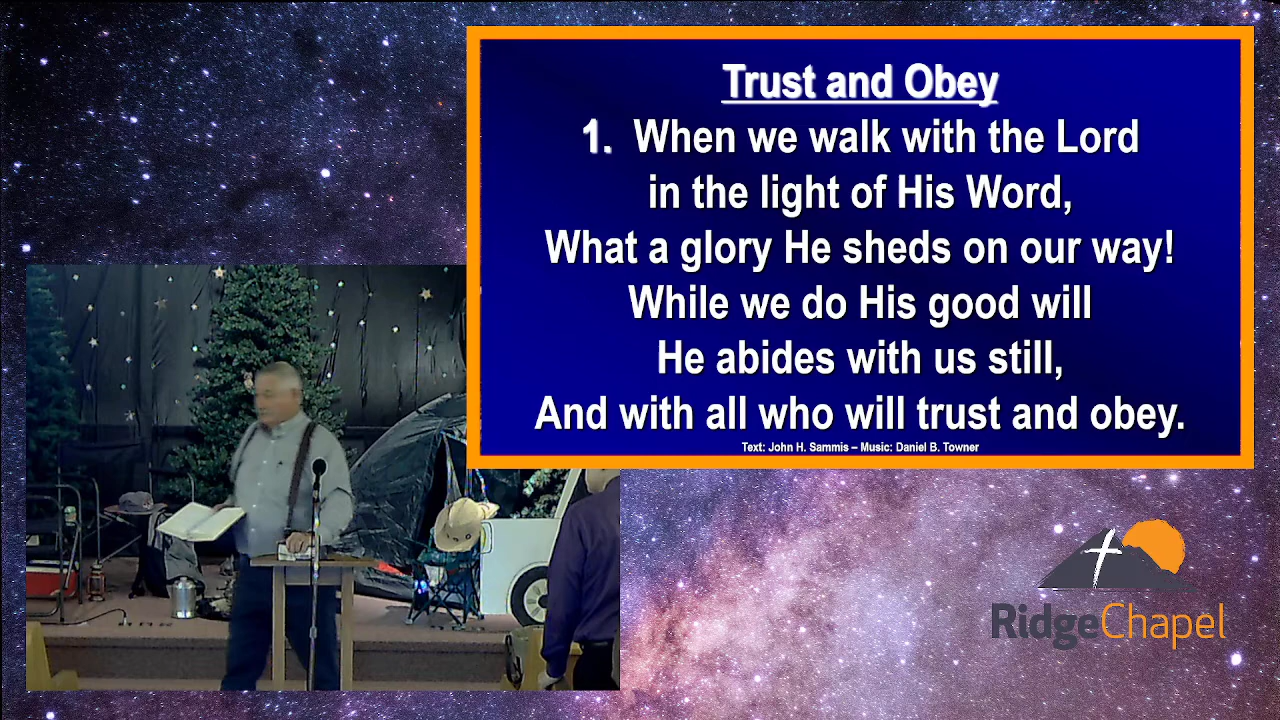 Trust and Obey
1. When we walk with the Lord
in the light of His Word,
What a glory He sheds on our way!
While we do His good will
He abides with us still,
And with all who will trust and obey.
Text: John H. Sammis – Music: Daniel B. Towner
RidgeChapel